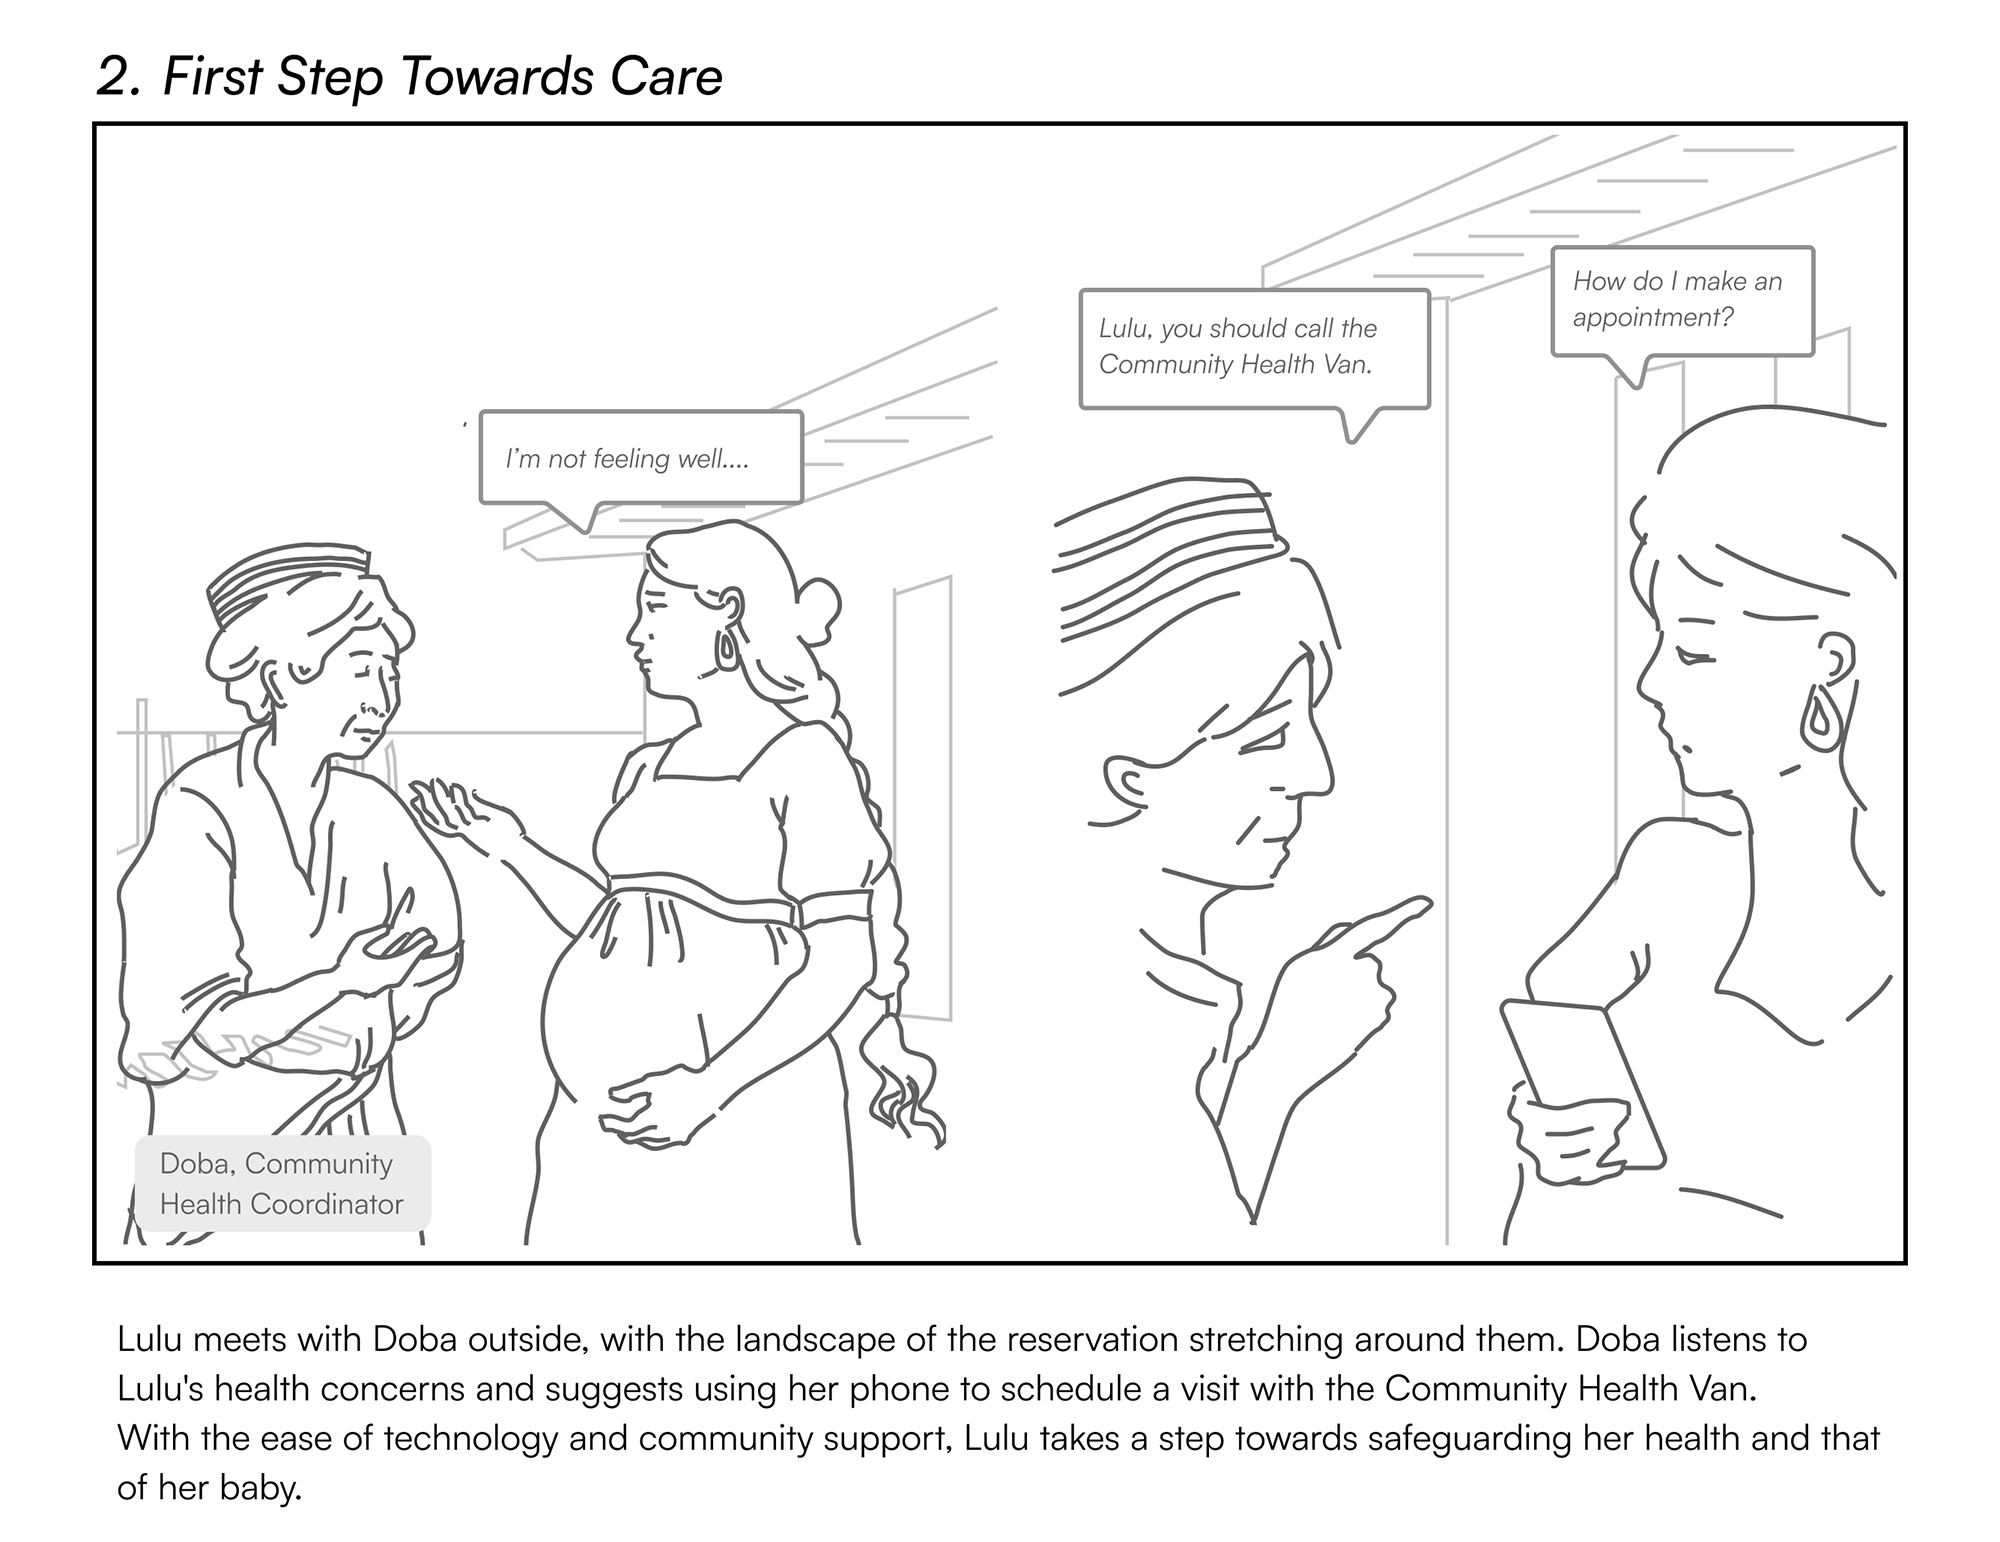 2. First Step Towards Care
I'm not feeling well....
Lulu, you should call the
Community Health Van.
How do I make an
appointment?
Doba, Community
Health Coordinator
Lulu meets with Doba outside, with the landscape of the reservation stretching around them. Doba listens to
Lulu's health concerns and suggests using her phone to schedule a visit with the Community Health Van.
With the ease of technology and community support, Lulu takes a step towards safeguarding her health and that
of her baby.